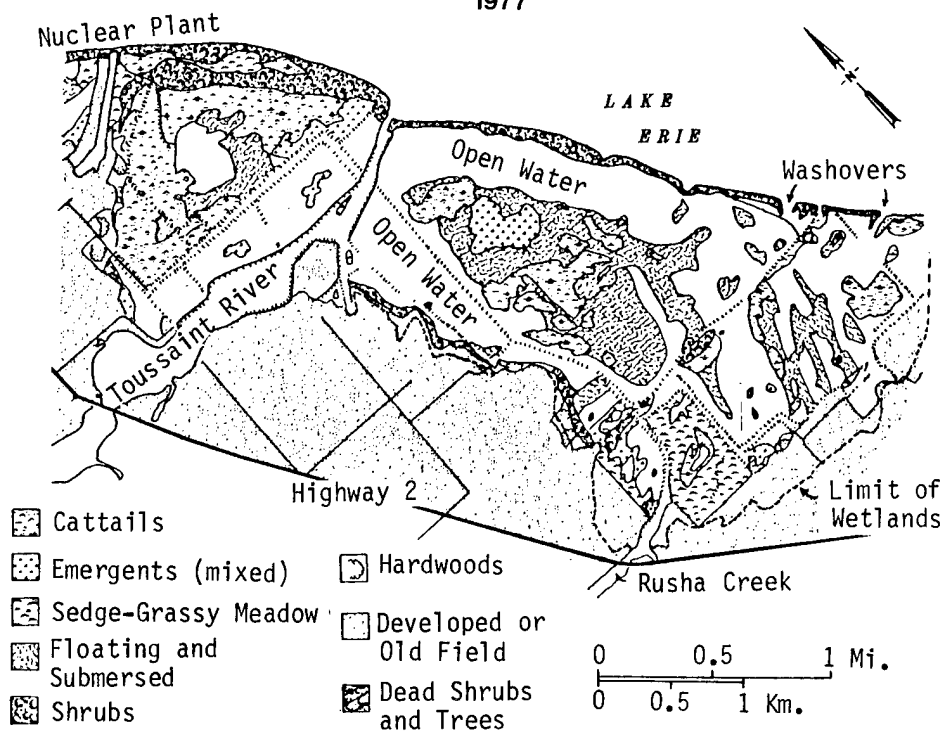 1977
Nuclear Plant
LAKE
ERIE
N
Open Water
Washovers
Open Water
Toussaint River
Highway 2
Limit of
Wetlands
Rusha Creek
Cattails
Emergents (mixed)
Sedge-Grassy Meadow
Floating and
Submersed
Shrubs
Hardwoods
Developed or
Old Field
Dead Shrubs
and Trees
0 0.5 1 Mi.
0 0.5 1 Km.